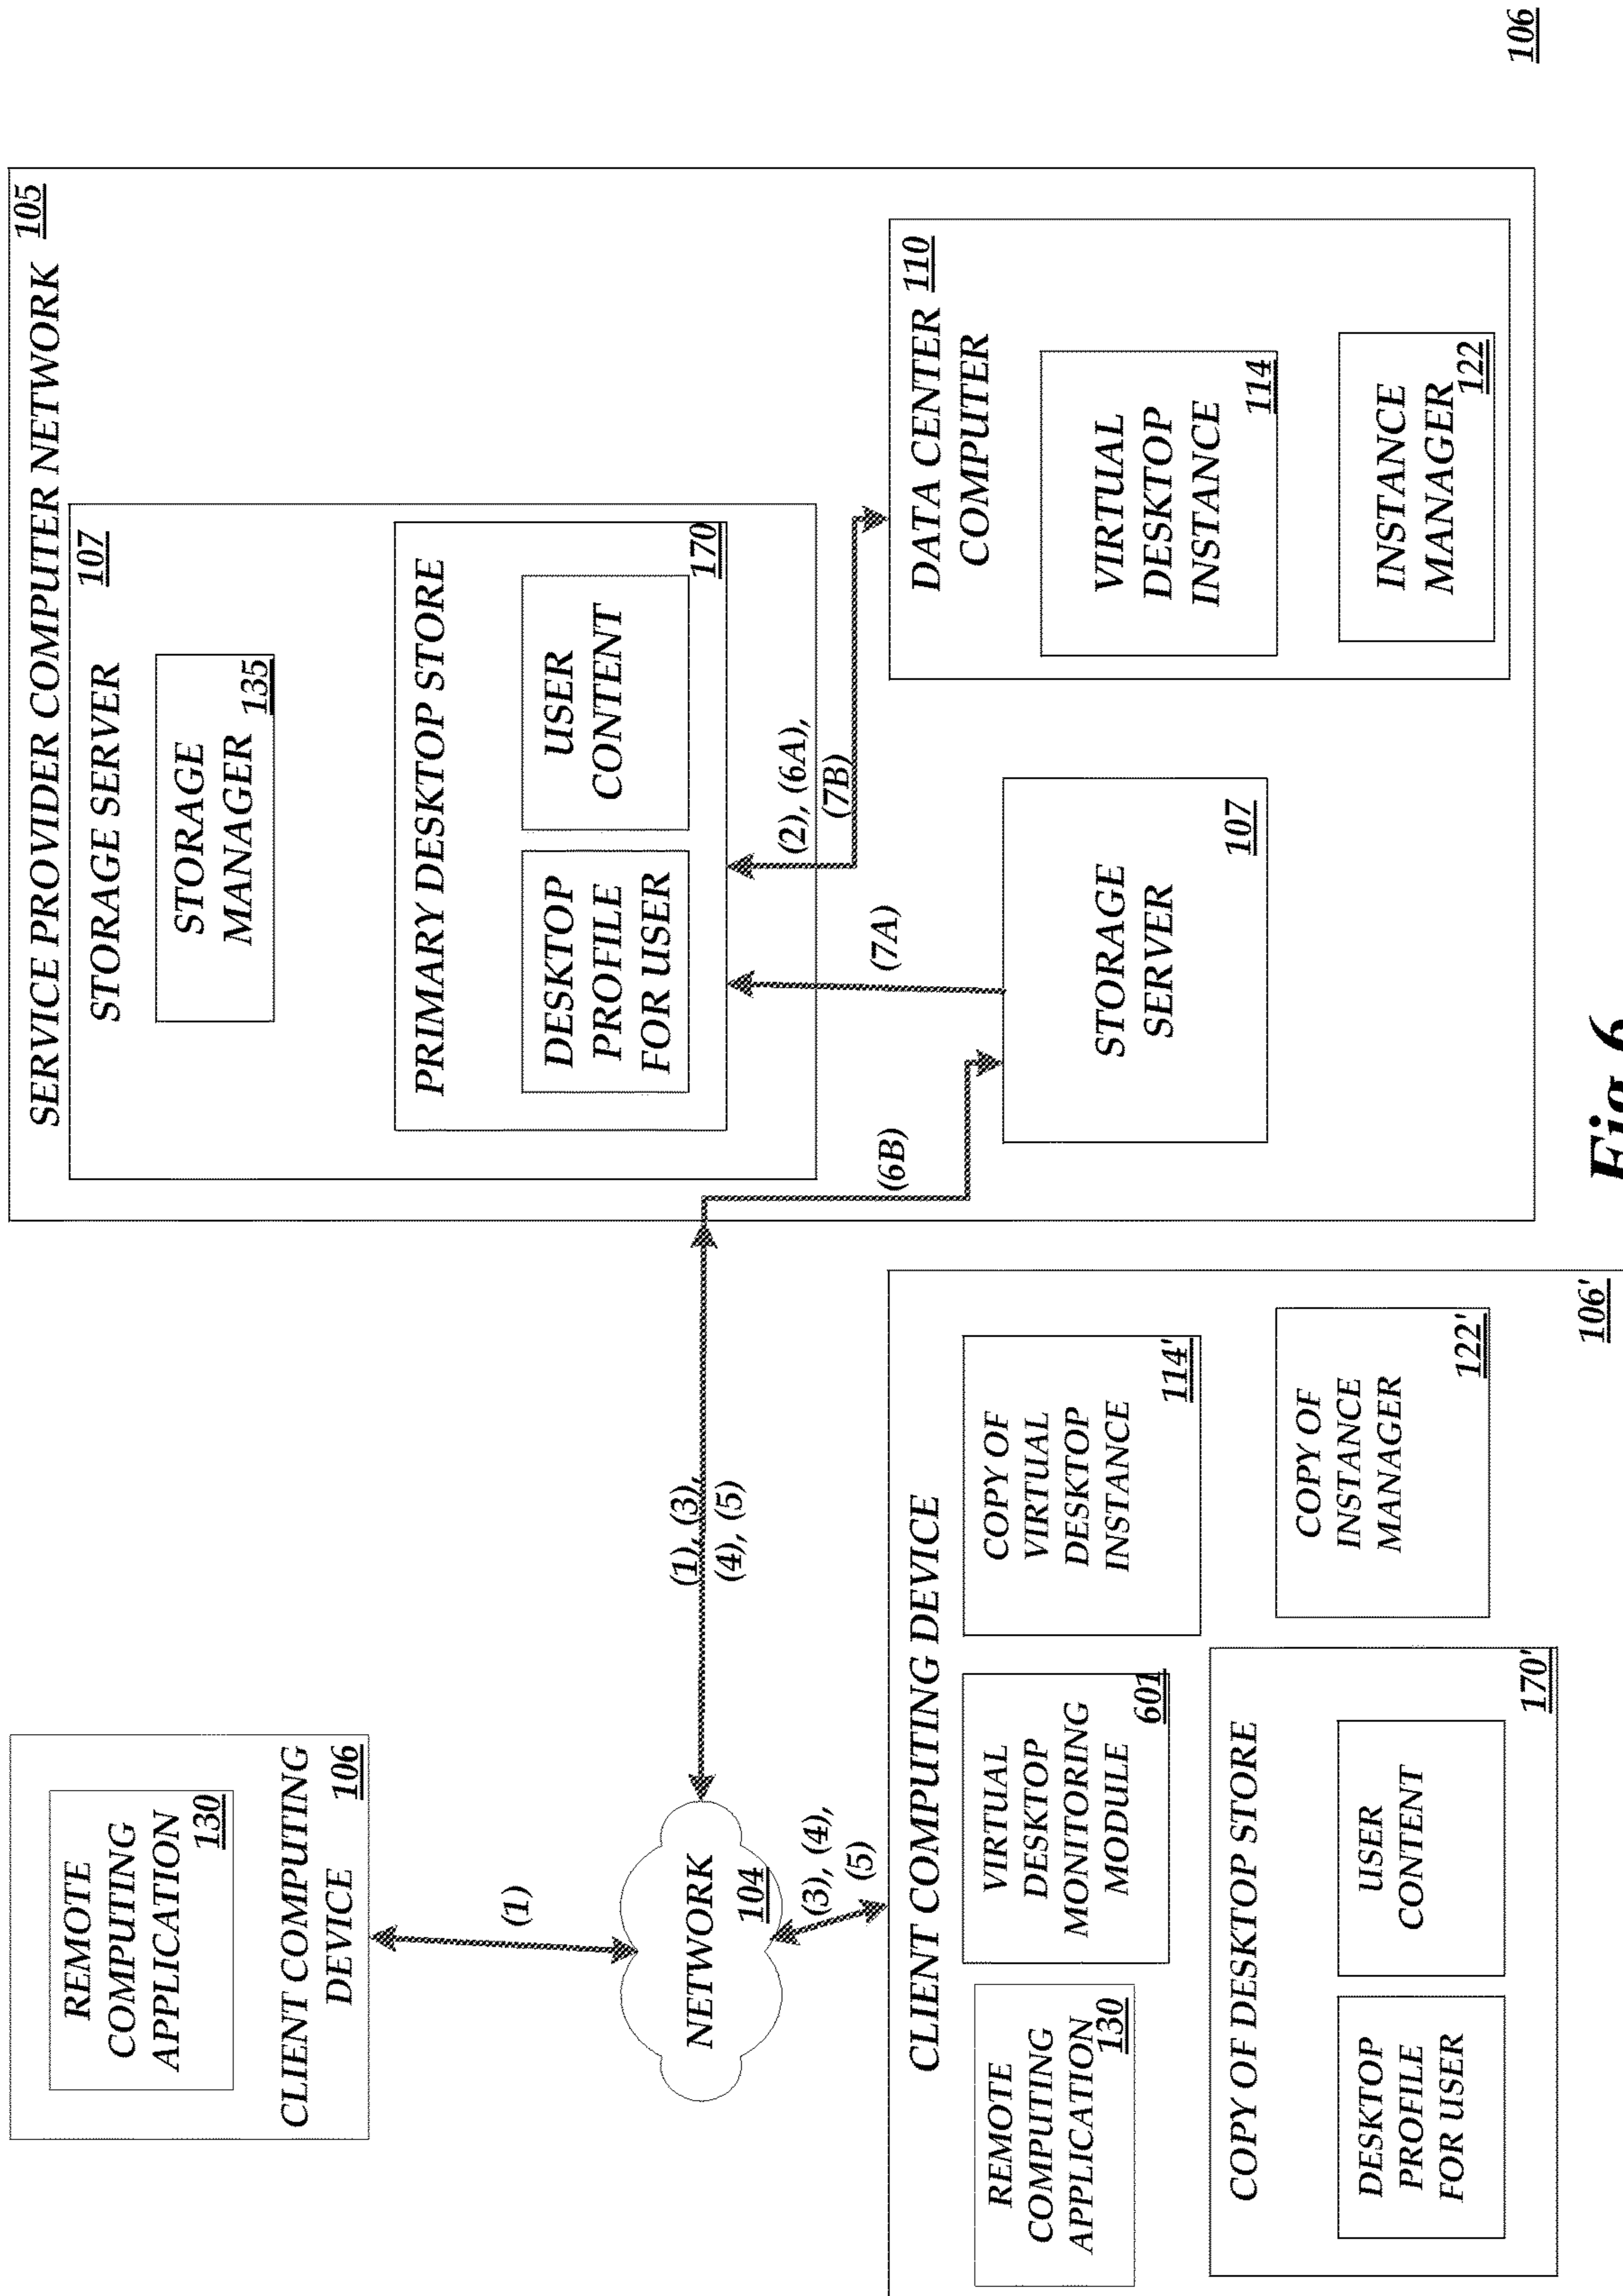 REMOTE
COMPUTING
APPLICATION
130
CLIENT COMPUTING
DEVICE
106
(1)
NETWORK
104
(1), (3),
(4), (5)
(3), (4),
(5)
SERVICE PROVIDER COMPUTER NETWORK
105
STORAGE SERVER
107
STORAGE
MANAGER
135
PRIMARY DESKTOP STORE
170
DESKTOP
PROFILE
FOR USER
USER
CONTENT
(2), (6A),
(7B)
(7A)
(6B)
STORAGE
SERVER
107
DATA CENTER
COMPUTER
110
VIRTUAL
DESKTOP
INSTANCE
114
INSTANCE
MANAGER
122
CLIENT COMPUTING DEVICE
REMOTE
COMPUTING
APPLICATION
130
VIRTUAL
DESKTOP
MONITORING
MODULE
601
COPY OF
VIRTUAL
DESKTOP
INSTANCE
114'
COPY OF DESKTOP STORE
170'
DESKTOP
PROFILE
FOR USER
USER
CONTENT
COPY OF
INSTANCE
MANAGER
122'
106'
106
Fig.6